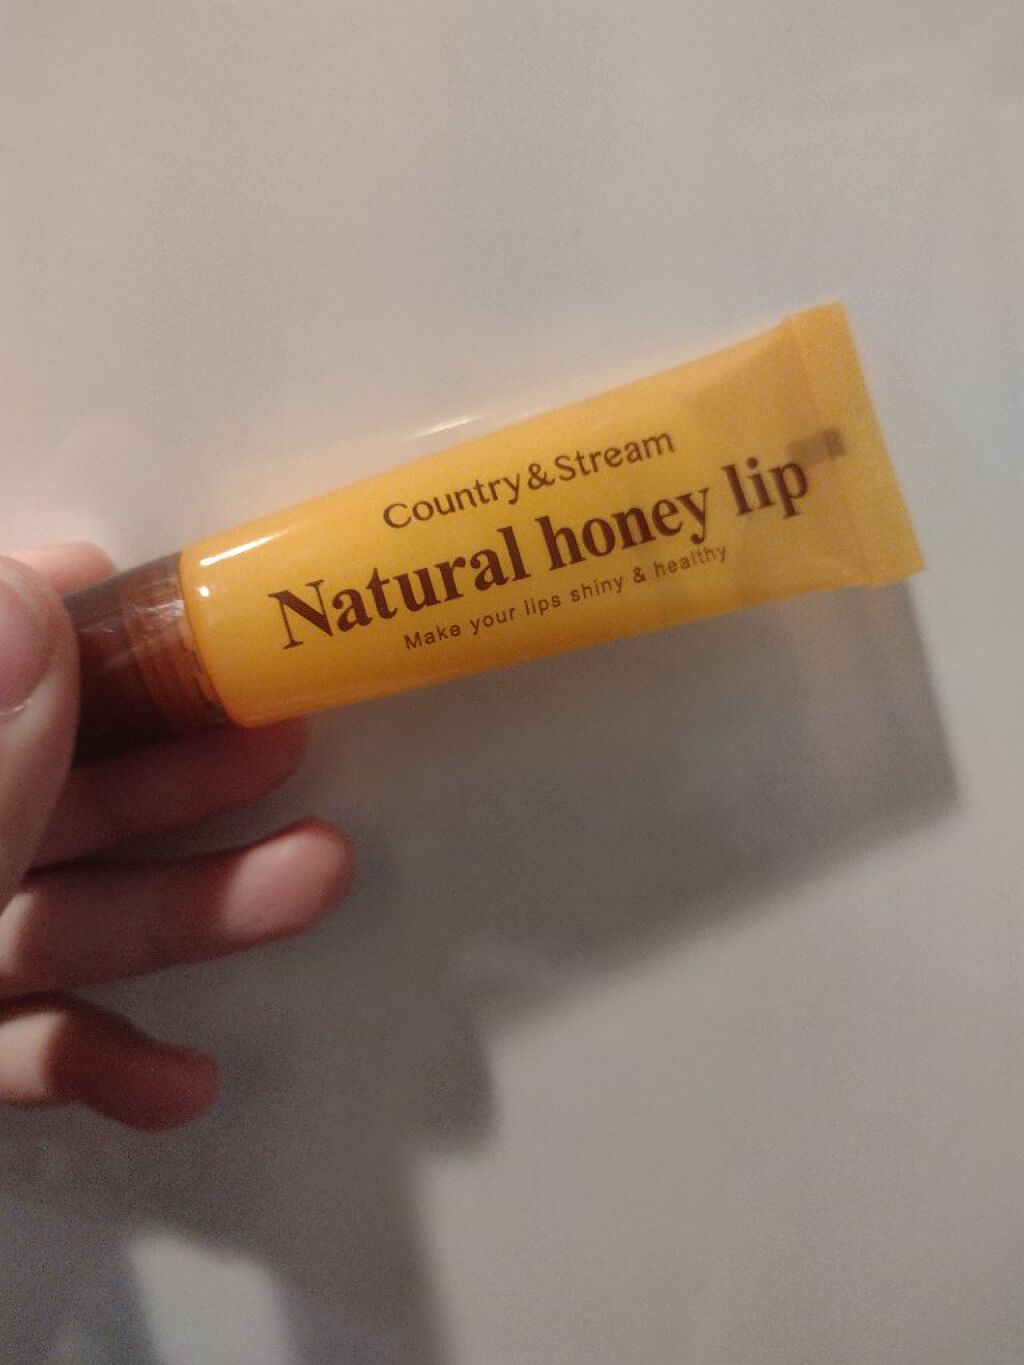 Country&Stream
Natural honey lip
Make your lips shiny & healthy